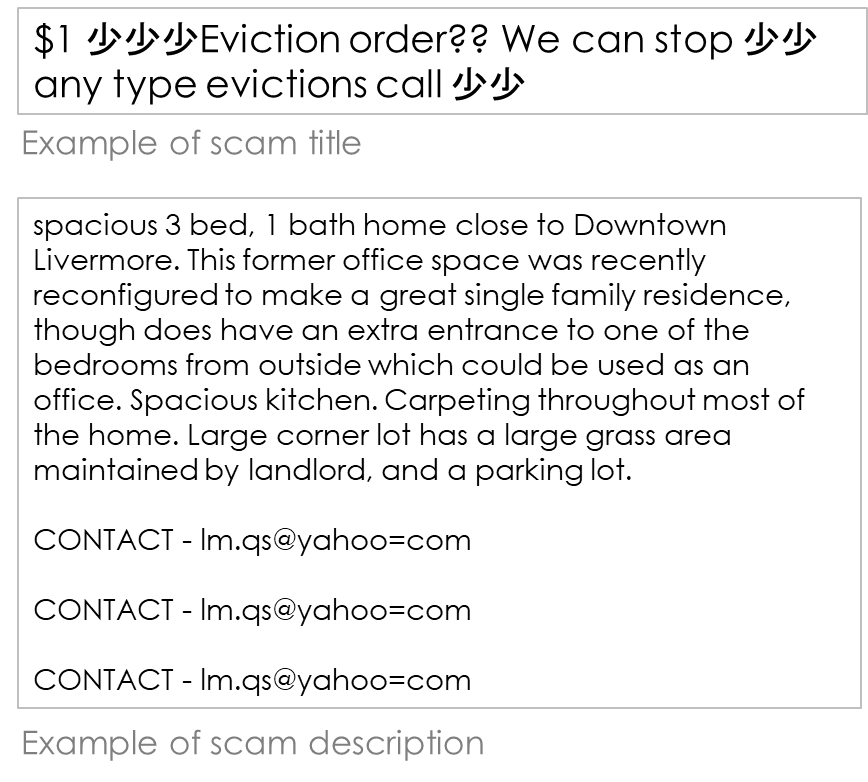 $1 少少少Eviction order?? We can stop 少少
any type evictions call 少少
Example of scam title
spacious 3 bed, 1 bath home close to Downtown
Livermore. This former office space was recently
reconfigured to make a great single family residence,
though does have an extra entrance to one of the
bedrooms from outside which could be used as an
office. Spacious kitchen. Carpeting throughout most of
the home. Large corner lot has a large grass area
maintained by landlord, and a parking lot.
CONTACT - lm.qs@yahoo=com
CONTACT - lm.qs@yahoo=com
CONTACT - lm.qs@yahoo=com
Example of scam description